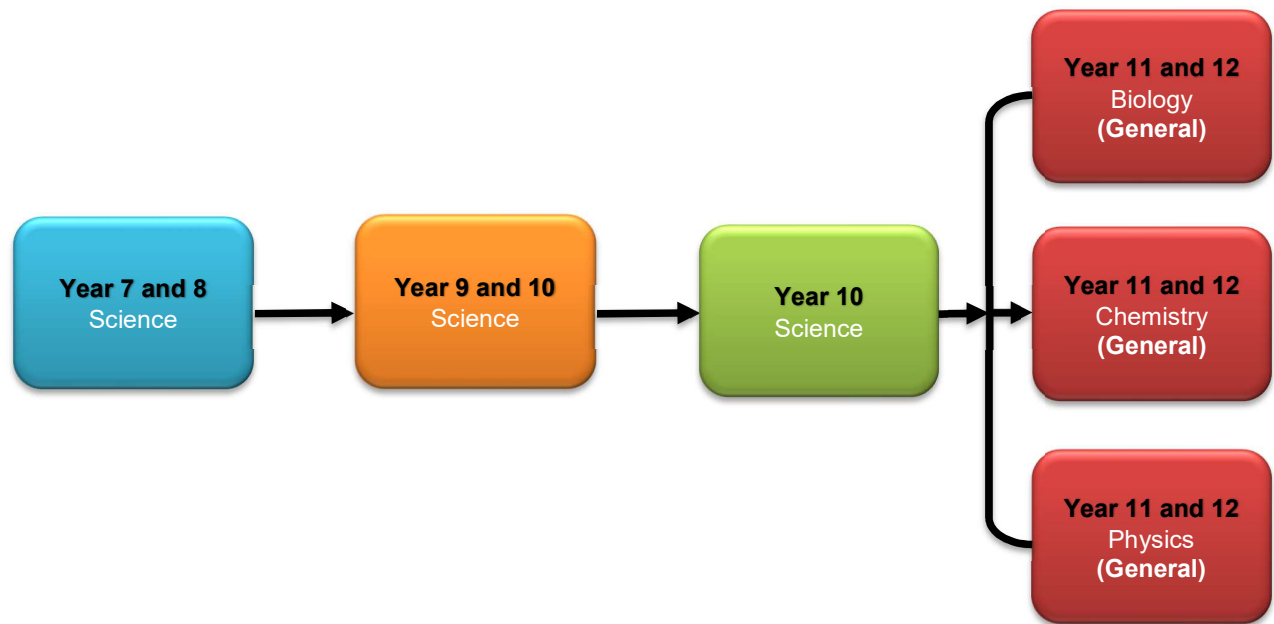 Year 7 and 8
Science
Year 9 and 10
Science
Year 10
Science
Year 11 and 12
Biology
(General)
Year 11 and 12
Chemistry
(General)
Year 11 and 12
Physics
(General)